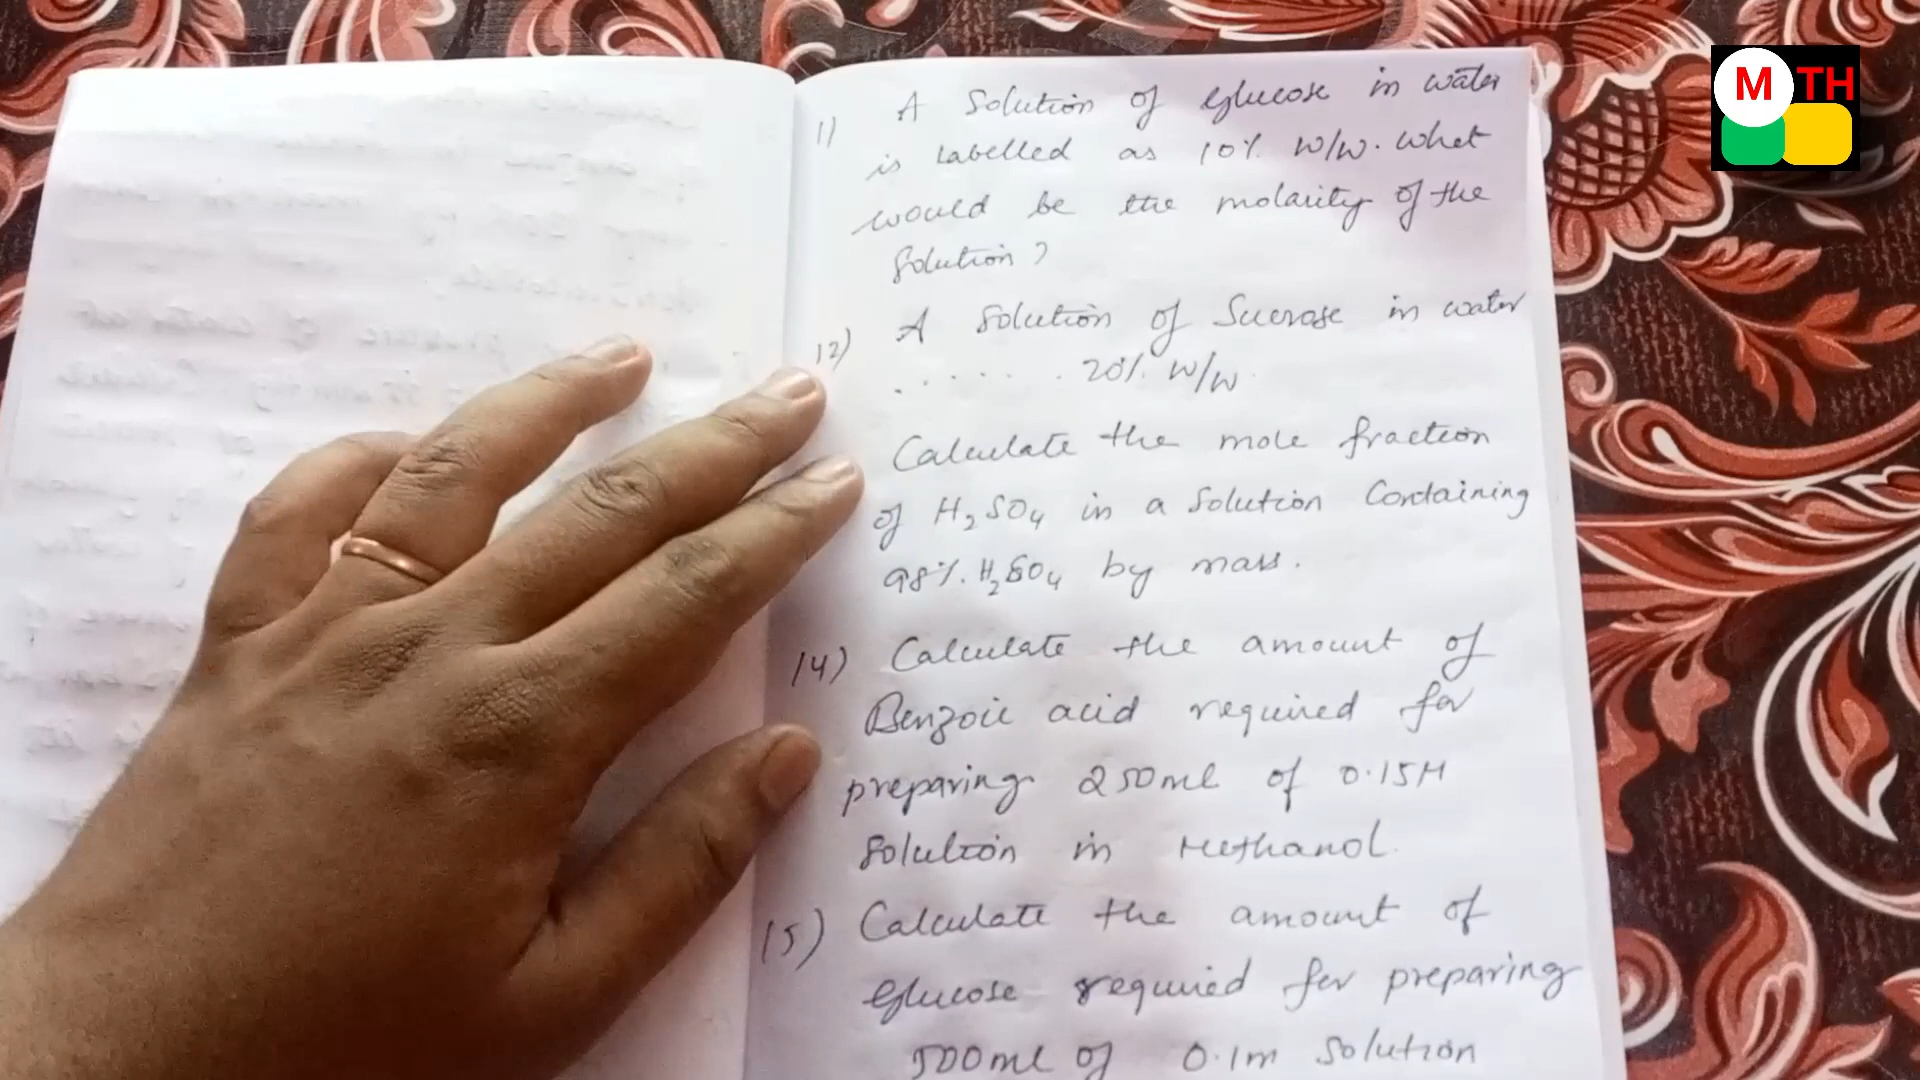 M TH
11) A solution of glucose in water
is labelled as 10% W/W. What
would be the molarity of the
solution?
12) A solution of Sucrose in water
. . . . . . 20% W/W.
Calculate the mole fraction
of H₂SO₄ in a solution Containing
98% H₂SO₄ by mass.
14) Calculate the amount of
Benzoic acid required for
preparing 250ml of 0.15M
solution in Methanol.
15) Calculate the amount of
glucose required for preparing
500ml of 0.1m solution